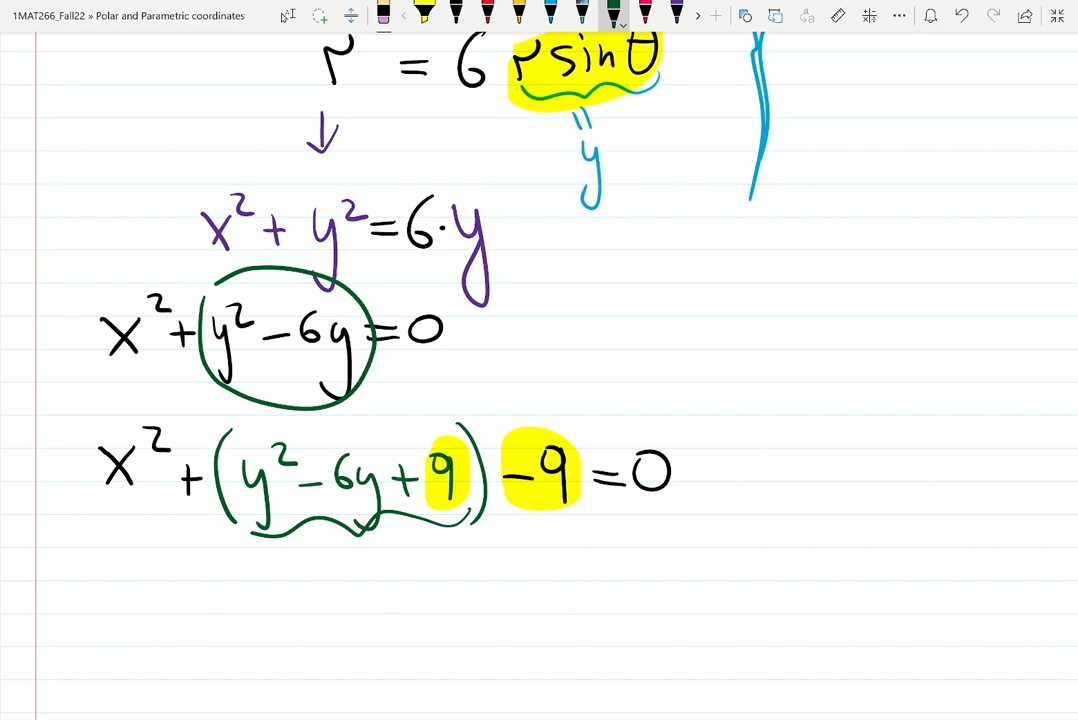 1MAT266_Fall22 » Polar and Parametric coordinates
r = 6 r sinθ
↓ =
y
x² + y² = 6·y
x² + y² − 6y = 0
x² + (y² − 6y + 9) − 9 = 0